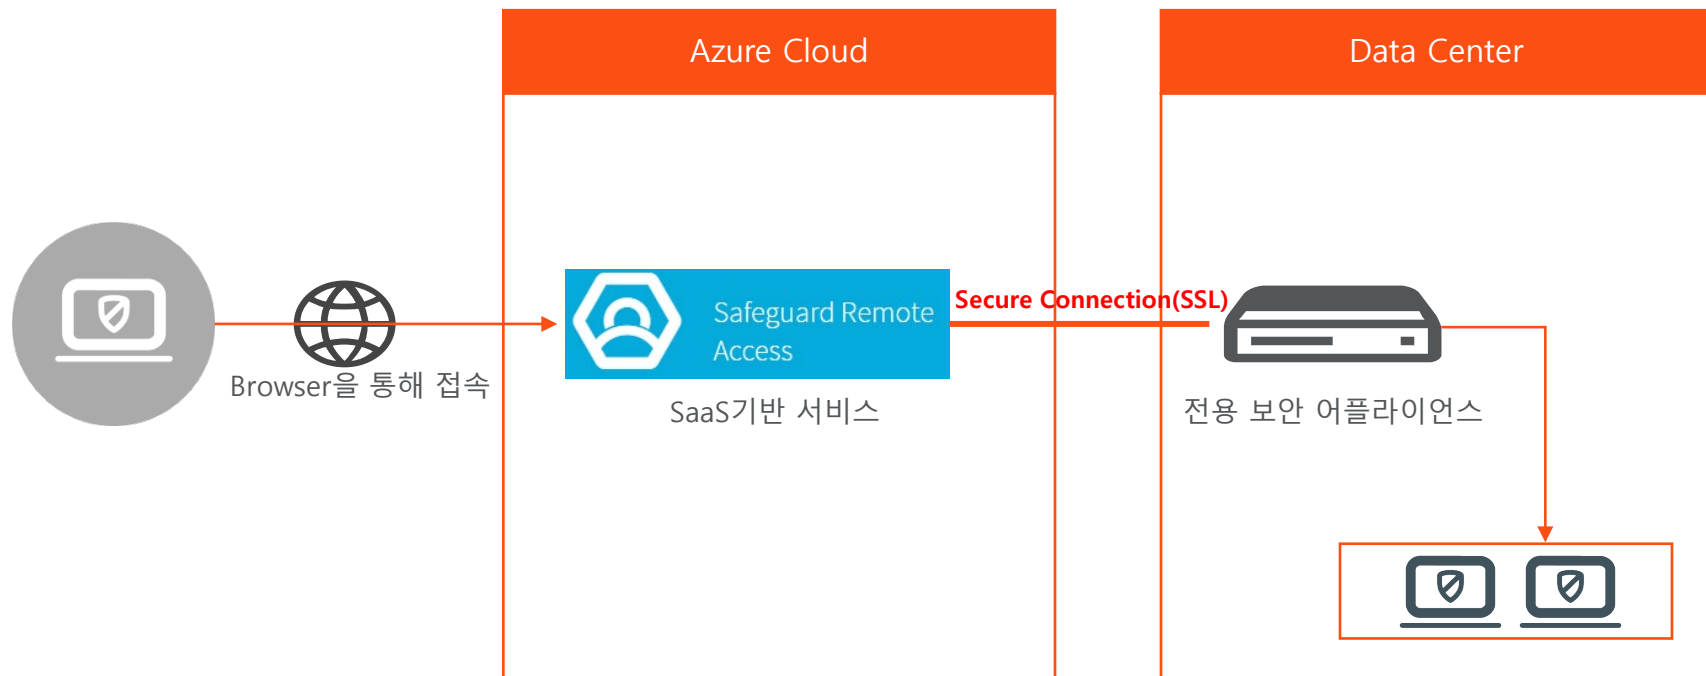 Azure Cloud
Data Center
Browser을 통해 접속
Safeguard Remote
Access
SaaS기반 서비스
Secure Connection(SSL)
전용 보안 어플라이언스